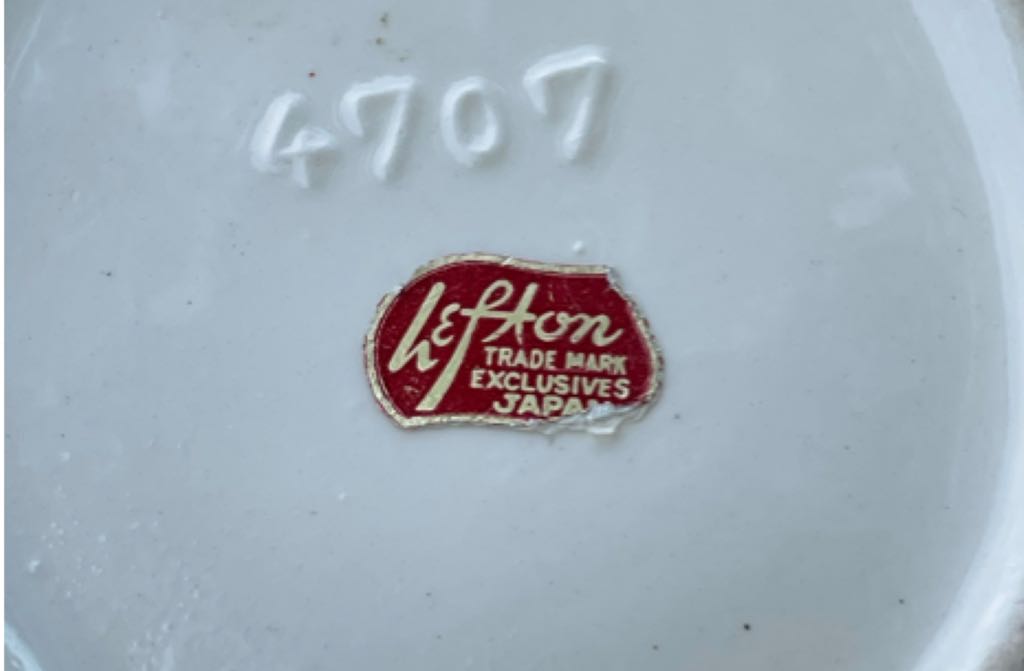 4707
Lefton
TRADE MARK
EXCLUSIVES
JAPAN